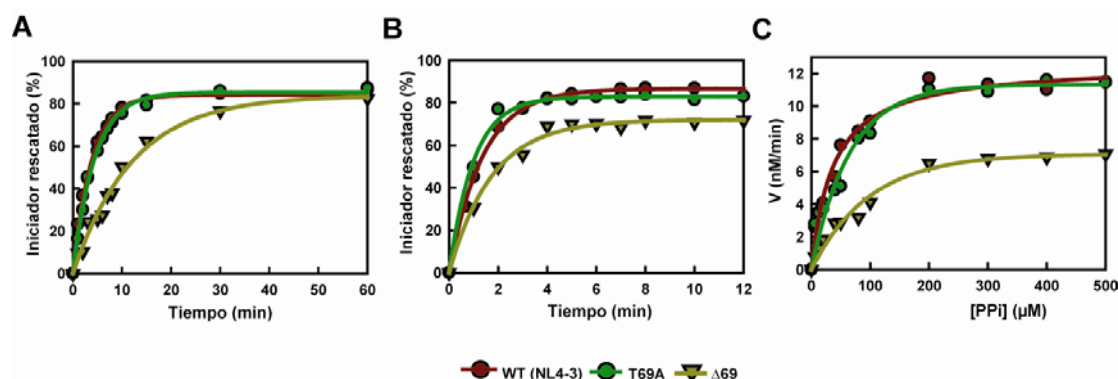 A
Iniciador rescatado (%)
100
80
60
40
20
0
0 10 20 30 40 50 60
Tiempo (min)
B
Iniciador rescatado (%)
100
80
60
40
20
0
0 2 4 6 8 10 12
Tiempo (min)
C
V (nM/min)
12
10
8
6
4
2
0
0 100 200 300 400 500
[PPi] (µM)
WT (NL4-3) T69A Δ69